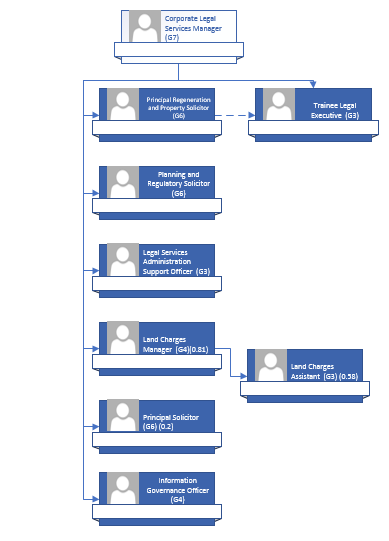 Corporate Legal
Services Manager
(G7)
Principal Regeneration
and Property Solicitor
(G6)
Trainee Legal
Executive (G3)
Planning and
Regulatory Solicitor
(G6)
Legal Services
Administration
Support Officer (G3)
Land Charges
Manager (G4)(0.81)
Land Charges
Assistant (G3) (0.58)
Principal Solicitor
(G6) (0.2)
Information
Governance Officer
(G4)